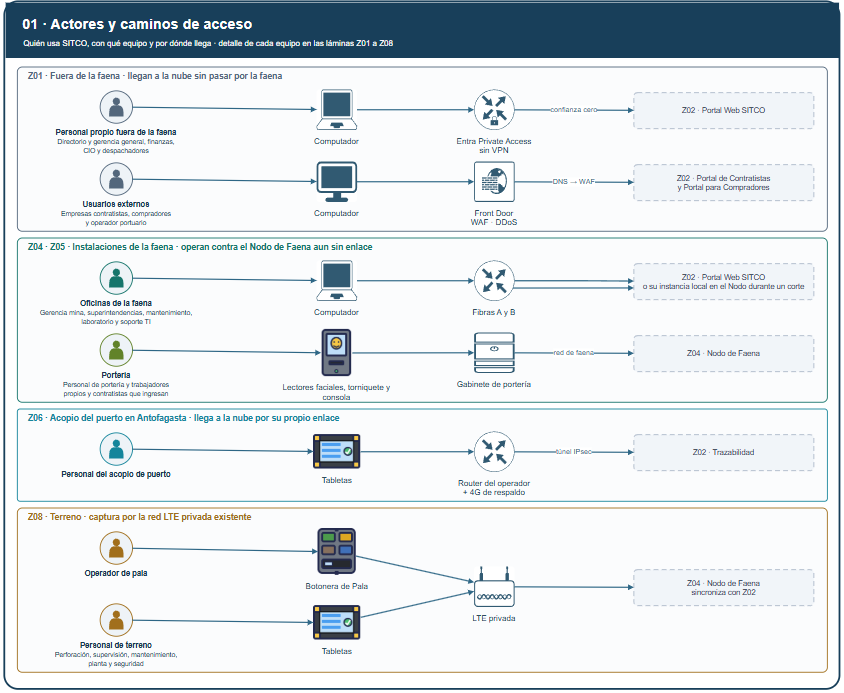 01 · Actores y caminos de acceso
Quién usa SITCO, con qué equipo y por dónde llega · detalle de cada equipo en las láminas Z01 a Z08
Z01 · Fuera de la faena · llegan a la nube sin pasar por la faena
Personal propio fuera de la faena
Directorio y gerencia general, finanzas,
CIO y despachadores
Computador
Entra Private Access
sin VPN
confianza cero
Z02 · Portal Web SITCO
Usuarios externos
Empresas contratistas, compradores
y operador portuario
Computador
Front Door
WAF · DDoS
DNS → WAF
Z02 · Portal de Contratistas
y Portal para Compradores
Z04 · Z05 · Instalaciones de la faena · operan contra el Nodo de Faena aun sin enlace
Oficinas de la faena
Gerencia mina, superintendencias, mantenimiento,
laboratorio y soporte TI
Computador
Fibras A y B
Z02 · Portal Web SITCO
o su instancia local en el Nodo durante un corte
Portería
Personal de portería y trabajadores
propios y contratistas que ingresan
Lectores faciales, torniquete y
consola
Gabinete de portería
red de faena
Z04 · Nodo de Faena
Z06 · Acopio del puerto en Antofagasta · llega a la nube por su propio enlace
Personal del acopio de puerto
Tabletas
Router del operador
+ 4G de respaldo
túnel IPsec
Z02 · Trazabilidad
Z08 · Terreno · captura por la red LTE privada existente
Operador de pala
Botonera de Pala
LTE privada
Z04 · Nodo de Faena
sincroniza con Z02
Personal de terreno
Perforación, supervisión, mantenimiento,
planta y seguridad
Tabletas